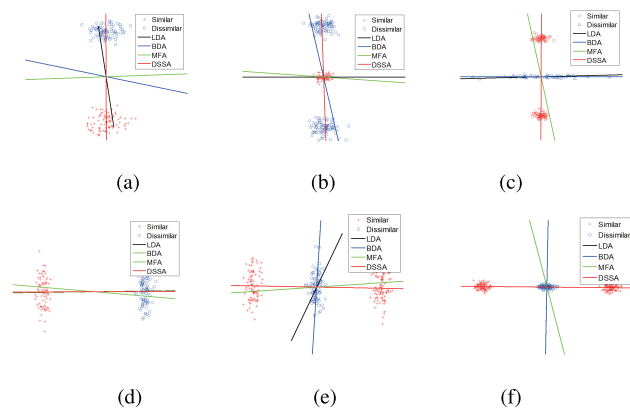 Similar
Dissimilar
LDA
BDA
MFA
DSSA
(a)
Similar
Dissimilar
LDA
BDA
MFA
DSSA
(b)
Similar
Dissimilar
LDA
BDA
MFA
DSSA
(c)
Similar
Dissimilar
LDA
BDA
MFA
DSSA
(d)
Similar
Dissimilar
LDA
BDA
MFA
DSSA
(e)
Similar
Dissimilar
LDA
BDA
MFA
DSSA
(f)